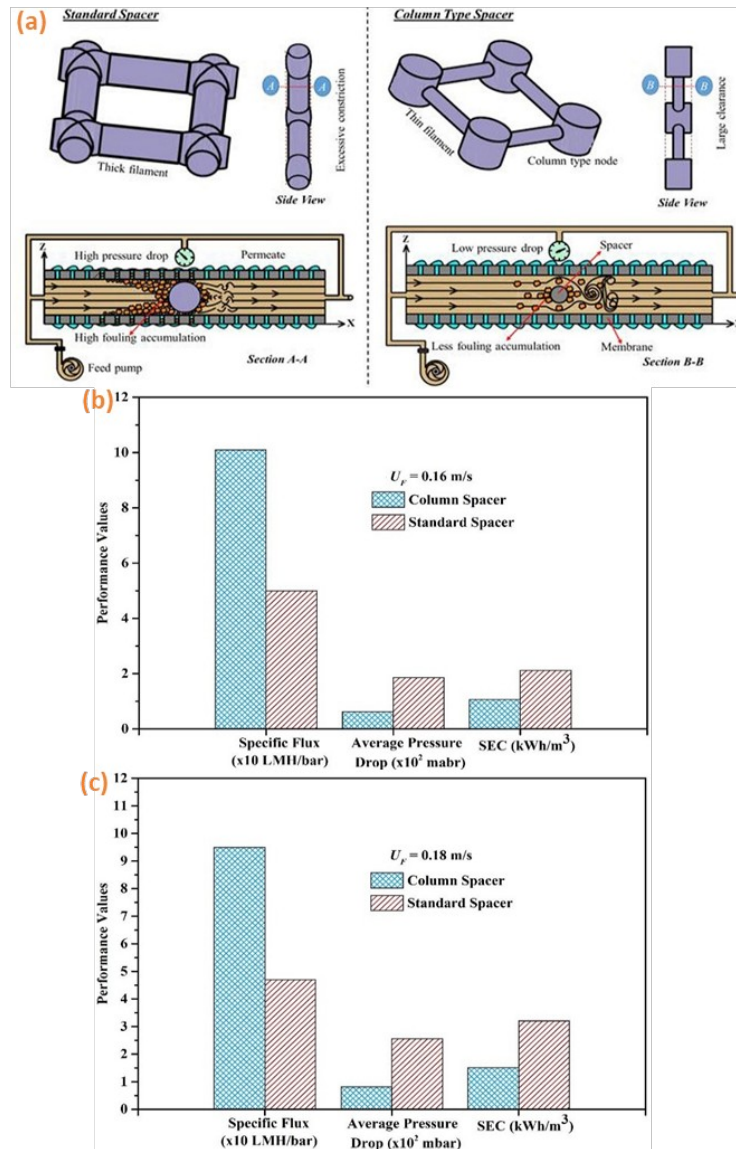 (a)
Standard Spacer
Thick filament
A
A
Excessive constriction
Side View
Column Type Spacer
Thin filament
Column type node
B
B
Large clearance
Side View
Z
High pressure drop
Permeate
X
High fouling accumulation
Section A-A
Feed pump
Z
Low pressure drop
Spacer
X
Less fouling accumulation
Membrane
Section B-B
Feed pump
(b)
12
10
8
6
4
2
0
Performance Values
U_F = 0.16 m/s
Column Spacer
Standard Spacer
Specific Flux
(x10 LMH/bar)
Average Pressure
Drop (x10² mabr)
SEC (kWh/m³)
(c)
12
11
10
9
8
7
6
5
4
3
2
1
0
Performance Values
U_F = 0.18 m/s
Column Spacer
Standard Spacer
Specific Flux
(x10 LMH/bar)
Average Pressure
Drop (x10² mbar)
SEC (kWh/m³)